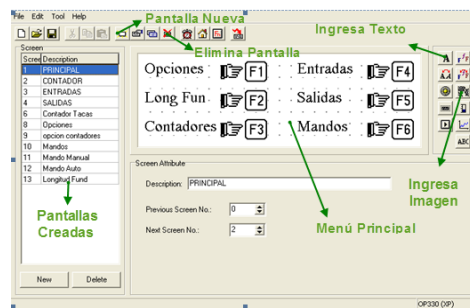 File Edit Tool Help
Pantalla Nueva
Ingresa Texto
Elimina Pantalla
Screen
Scree Description
1 PRINCIPAL
2 CONTADOR
3 ENTRADAS
4 SALIDAS
6 Contador Tacas
8 Opciones
9 opcion contadores
10 Mandos
11 Mando Manual
12 Mando Auto
13 Longitud Fund
Pantallas
Creadas
New Delete
Opciones F1 Entradas F4
Long Fun F2 Salidas F5
Contadores F3 Mandos F6
Screen Attribute
Description: PRINCIPAL
Previous Screen No.: 0
Next Screen No.: 2
Menú Principal
A
ABC
Ingresa
Imagen
OP330 (XP)